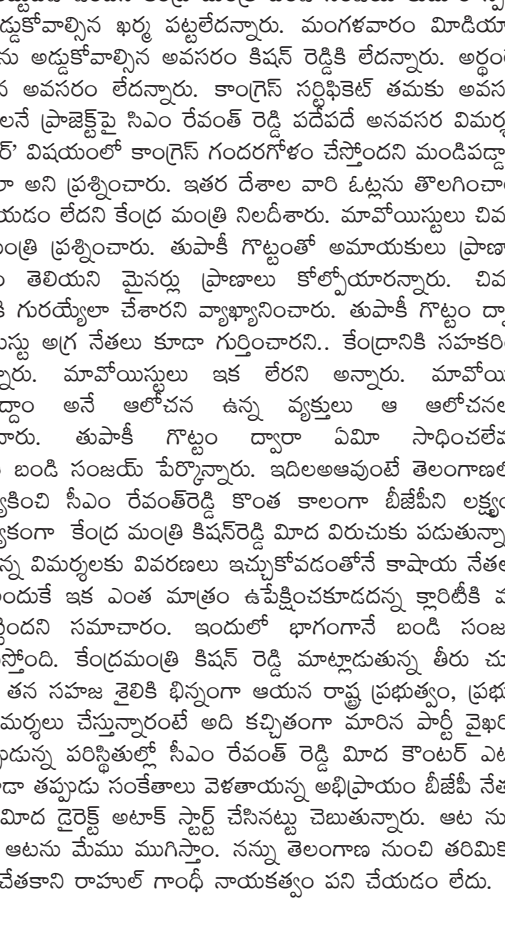 డ్డుకోవాల్సిన ఖర్మ పట్టలేదన్నారు. మంగళవారం మీడియా
ను అడ్డుకోవాల్సిన అవసరం కిషన్ రెడ్డికి లేదన్నారు.
న అవసరం లేదన్నారు. కాంగ్రెస్ సర్టిఫికెట్ తమకు అవస
లనే ప్రాజెక్ట్‌పై సిఎం రేవంత్ రెడ్డి పదేపదే అనవసర విమర్శ
ర్' విషయంలో కాంగ్రెస్ గందరగోళం చేస్తోందని మండిపడ్డా
రా అని ప్రశ్నించారు. ఇతర దేశాల వారి ఓట్లను తొలగించా
యడం లేదని కేంద్ర మంత్రి నిలదీశారు. మావోయిస్టులు చివ
ంత్రి ప్రశ్నించారు. తుపాకీ గొట్టంతో అమాయకులు ప్రాణా
ం తెలియని మైనర్లు ప్రాణాలు కోల్పోయారన్నారు. చివ
కి గురయ్యేలా చేశారని వ్యాఖ్యానించారు. తుపాకీ గొట్టం ద్వా
ుస్టు అగ్ర నేతలు కూడా గుర్తించారని.. కేంద్రానికి సహకరిం
్నారు. మావోయిస్టులు ఇక లేరని అన్నారు. మావోయి
ద్దాం అనే ఆలోచన ఉన్న వ్యక్తులు ఆ ఆలోచనల
చారు. తుపాకీ గొట్టం ద్వారా ఏమీ సాధించలేవ
బండి సంజయ్ పేర్కొన్నారు. ఇదిలఅఆవుంటే తెలంగాణల
్యేకించి సీఎం రేవంత్‌రెడ్డి కొంత కాలంగా బీజేపీని లక్ష్యం
్యేకంగా కేంద్ర మంత్రి కిషన్‌రెడ్డి మీద విరుచుకు పడుతున్నా
న్న విమర్శలకు వివరణలు ఇచ్చుకోవడంతోనే కాషాయ నేతల
ందుకే ఇక ఎంత మాత్రం ఉపేక్షించకూడదన్న క్లారిటీకి వ
్టిందని సమాచారం. ఇందులో భాగంగానే బండి సంజ
ుస్తోంది. కేంద్రమంత్రి కిషన్ రెడ్డి మాట్లాడుతున్న తీరు చూ
తన సహజ శైలికి భిన్నంగా ఆయన రాష్ట్ర ప్రభుత్వం, ప్రభు
మర్శలు చేస్తున్నారంటే అది కచ్చితంగా మారిన పార్టీ వైఖరి
్పుడున్న పరిస్థితుల్లో సీఎం రేవంత్ రెడ్డి మీద కౌంటర్ ఎట
డా తప్పుడు సంకేతాలు వెళతాయన్న అభిప్రాయం బీజేపీ నేత
మీద డైరెక్ట్ అటాక్ స్టార్ట్ చేసినట్టు చెబుతున్నారు. ఆట ను
ఆటను మేము ముగిస్తాం. నన్ను తెలంగాణ నుంచి తరిమికొ
చేతకాని రాహుల్ గాంధీ నాయకత్వం పని చేయడం లేదు.